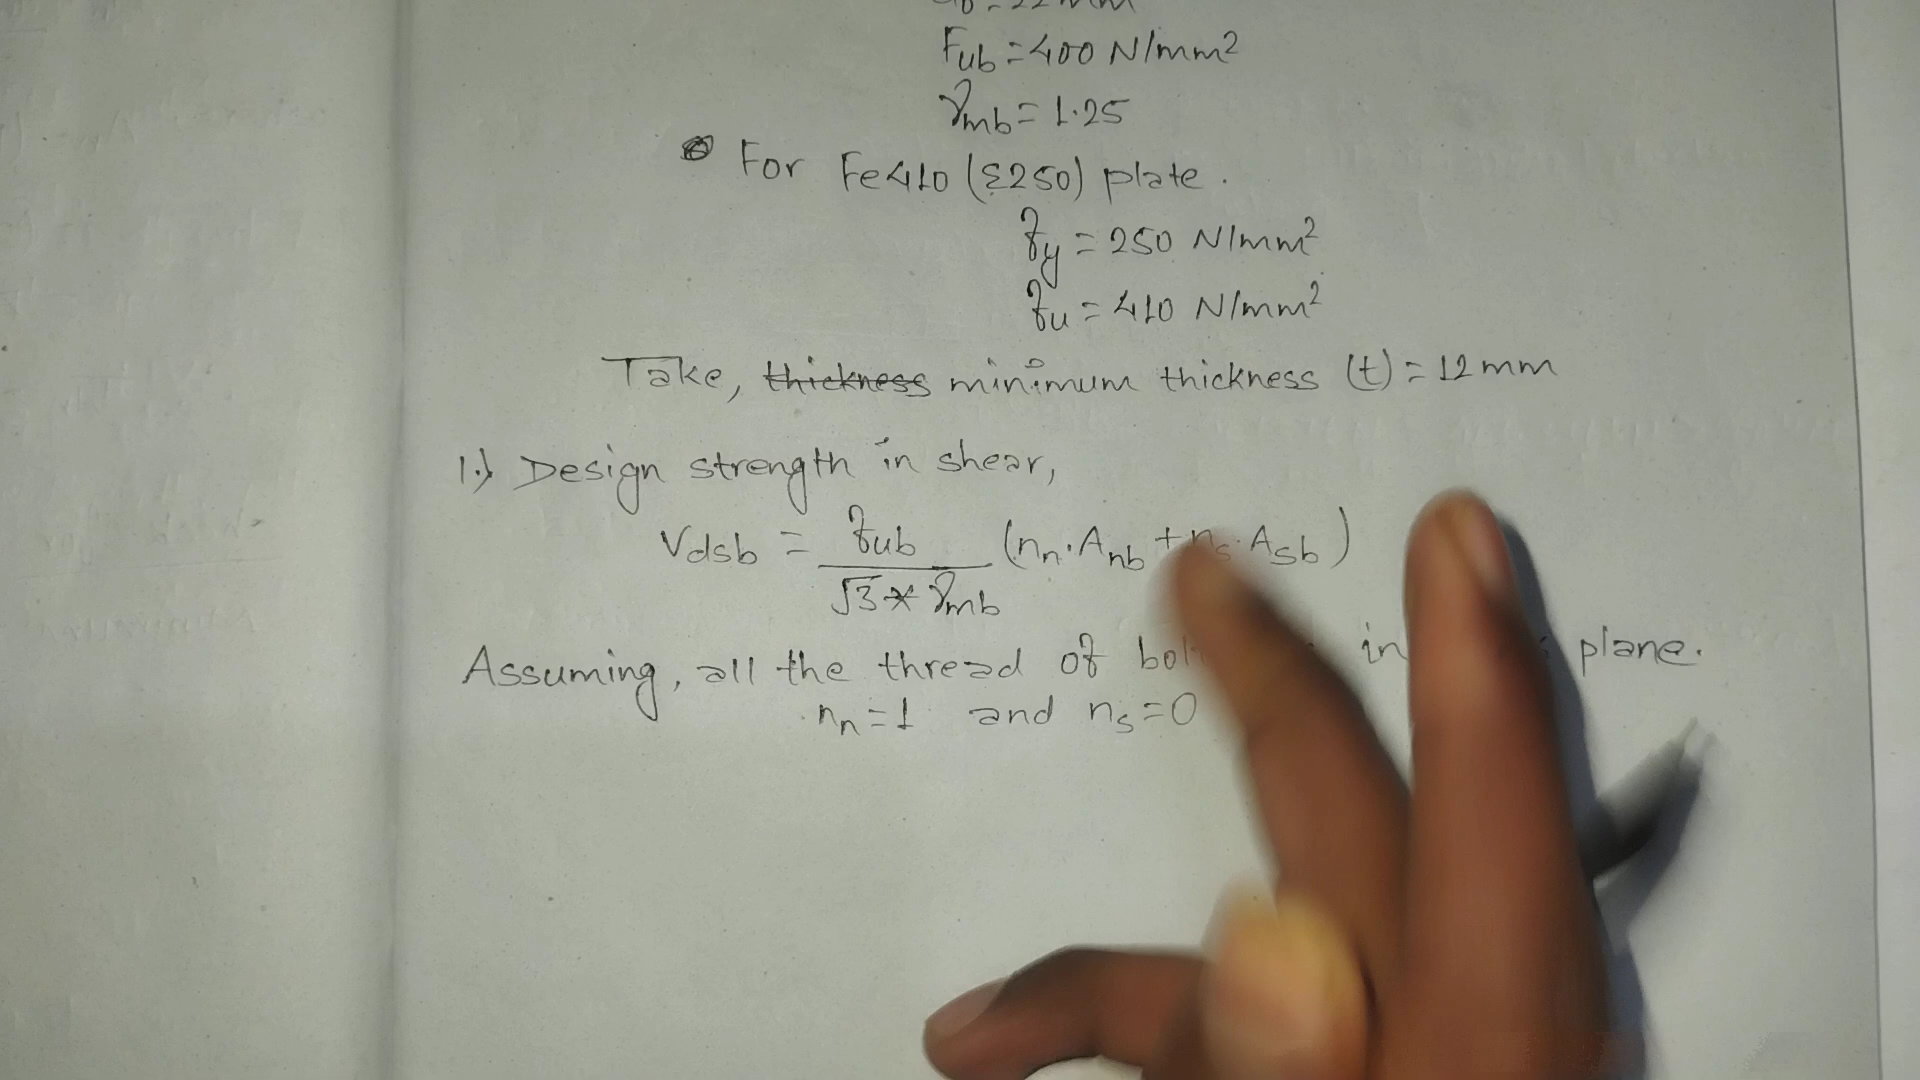 Fub = 400 N/mm²
γmb = 1.25
For Fe410 (E250) plate.
fy = 250 N/mm²
fu = 410 N/mm²
Take, thickness minimum thickness (t) = 12 mm
1.) Design strength in shear,
Vdsb = fub / √3 * γmb (nn. Anb + ns. Asb)
Assuming, all the thread of in plane.
nn = 1 and ns = 0